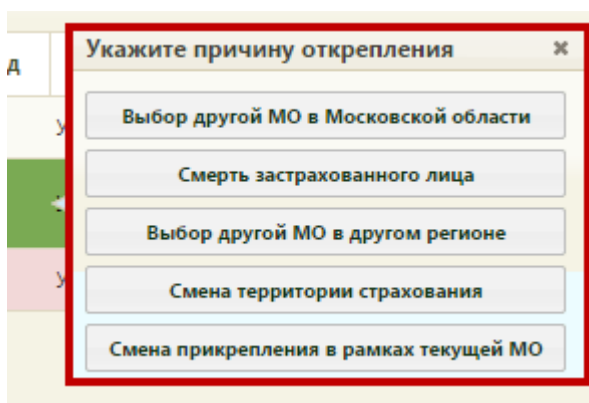 Укажите причину открепления
д
Выбор другой МО в Московской области
У
Смерть застрахованного лица
Выбор другой МО в другом регионе
У
Смена территории страхования
Смена прикрепления в рамках текущей МО